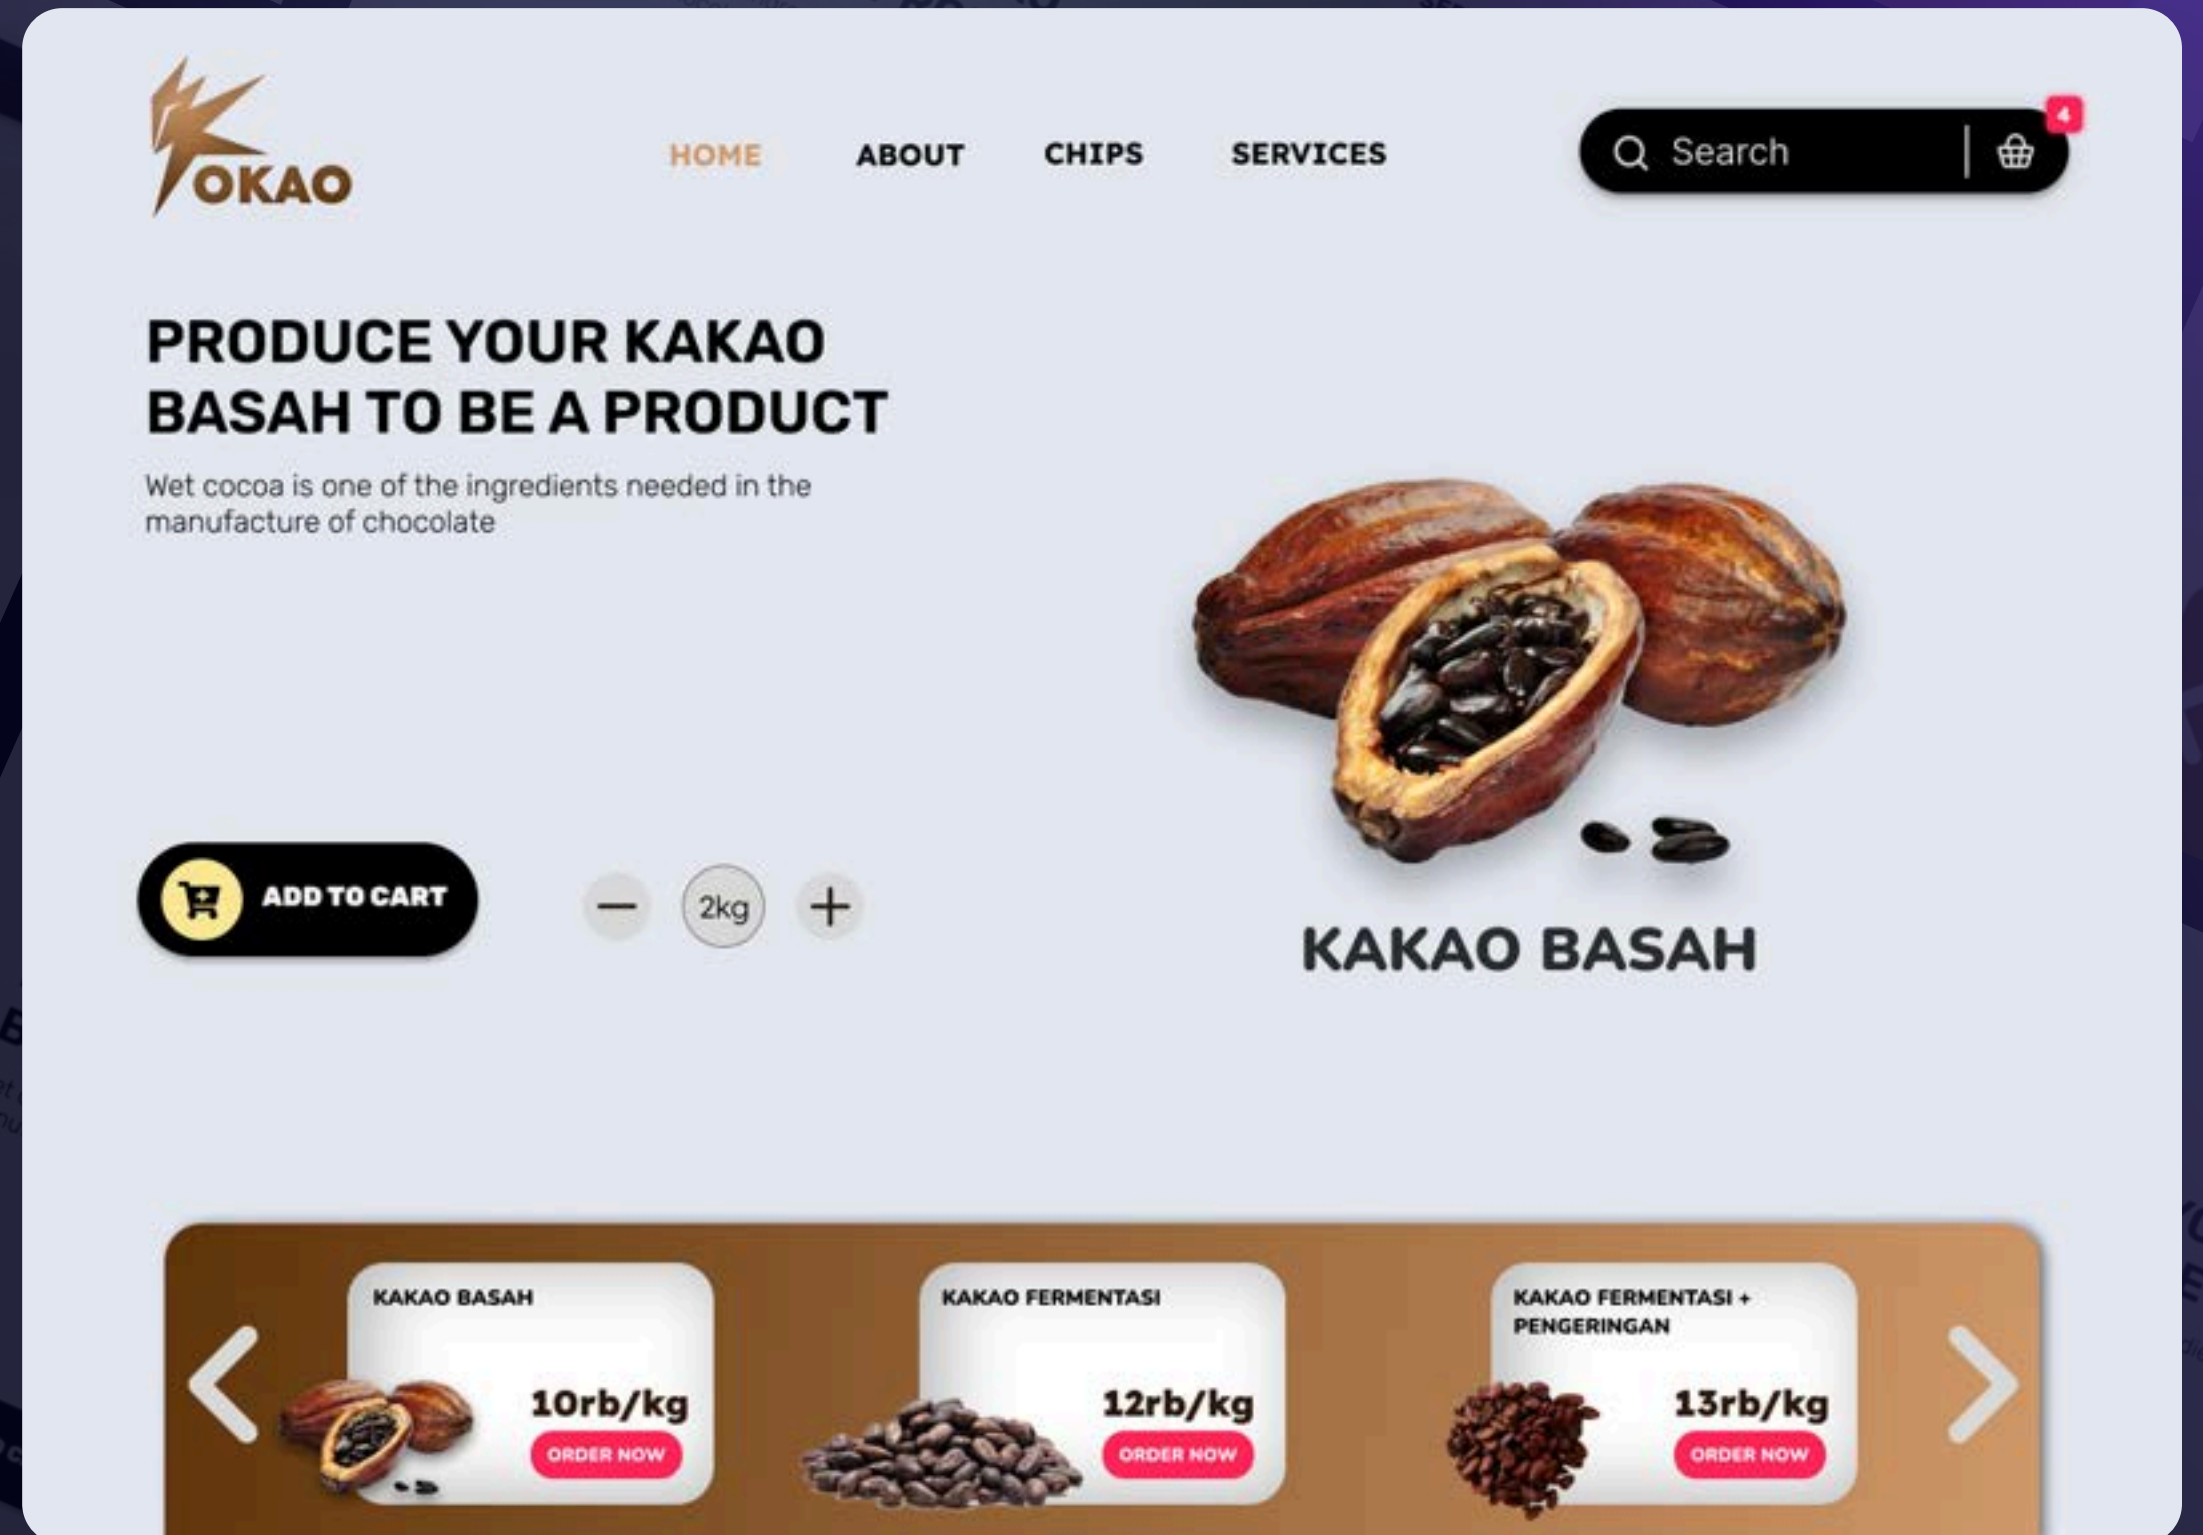 KOKAO
HOME
ABOUT
CHIPS
SERVICES
Search
4
PRODUCE YOUR KAKAO
BASAH TO BE A PRODUCT
Wet cocoa is one of the ingredients needed in the
manufacture of chocolate
ADD TO CART
2kg
KAKAO BASAH
KAKAO BASAH
10rb/kg
ORDER NOW
KAKAO FERMENTASI
12rb/kg
ORDER NOW
KAKAO FERMENTASI +
PENGERINGAN
13rb/kg
ORDER NOW